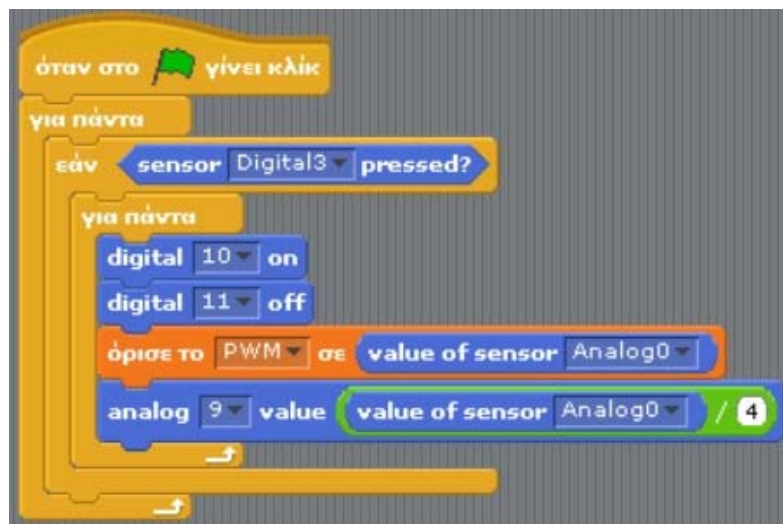 όταν στο γίνει κλίκ
για πάντα
εάν sensor Digital3 pressed?
για πάντα
digital 10 on
digital 11 off
όρισε το PWM σε value of sensor Analog0
analog 9 value value of sensor Analog0 / 4